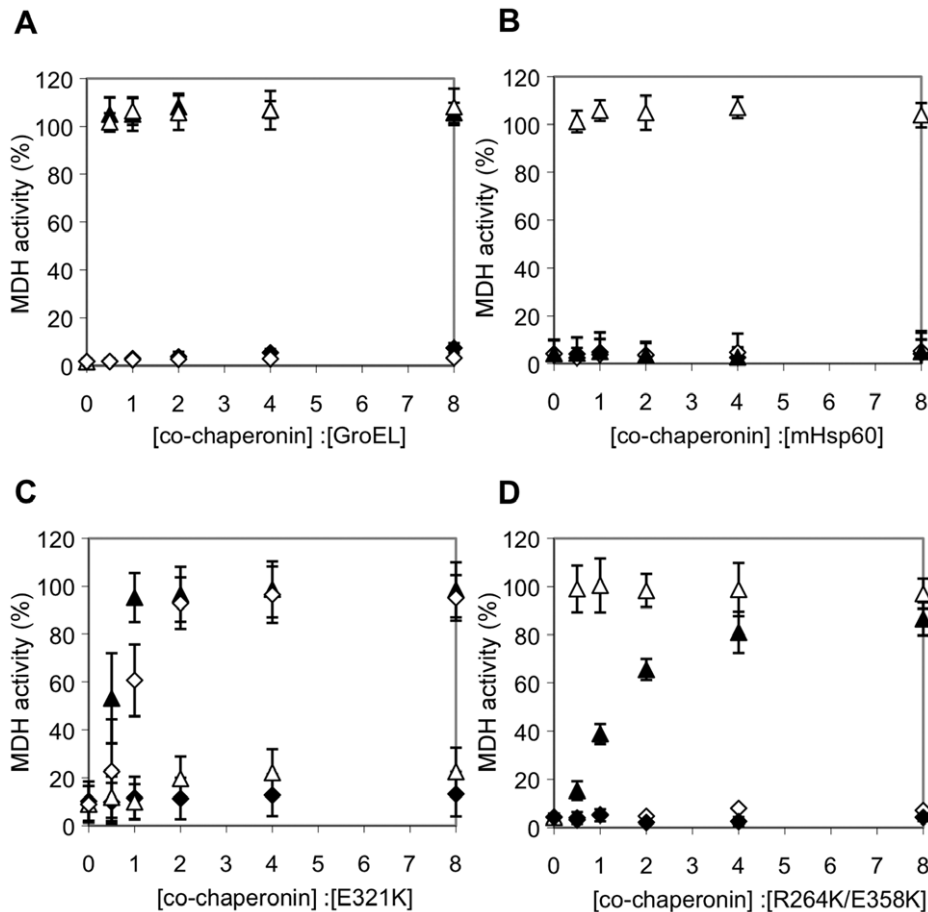 A
MDH activity (%)
120
100
80
60
40
20
0
0 1 2 3 4 5 6 7 8
[co-chaperonin] :[GroEL]
B
MDH activity (%)
120
100
80
60
40
20
0
0 1 2 3 4 5 6 7 8
[co-chaperonin] :[mHsp60]
C
MDH activity (%)
120
100
80
60
40
20
0
0 1 2 3 4 5 6 7 8
[co-chaperonin] :[E321K]
D
MDH activity (%)
120
100
80
60
40
20
0
0 1 2 3 4 5 6 7 8
[co-chaperonin] :[R264K/E358K]